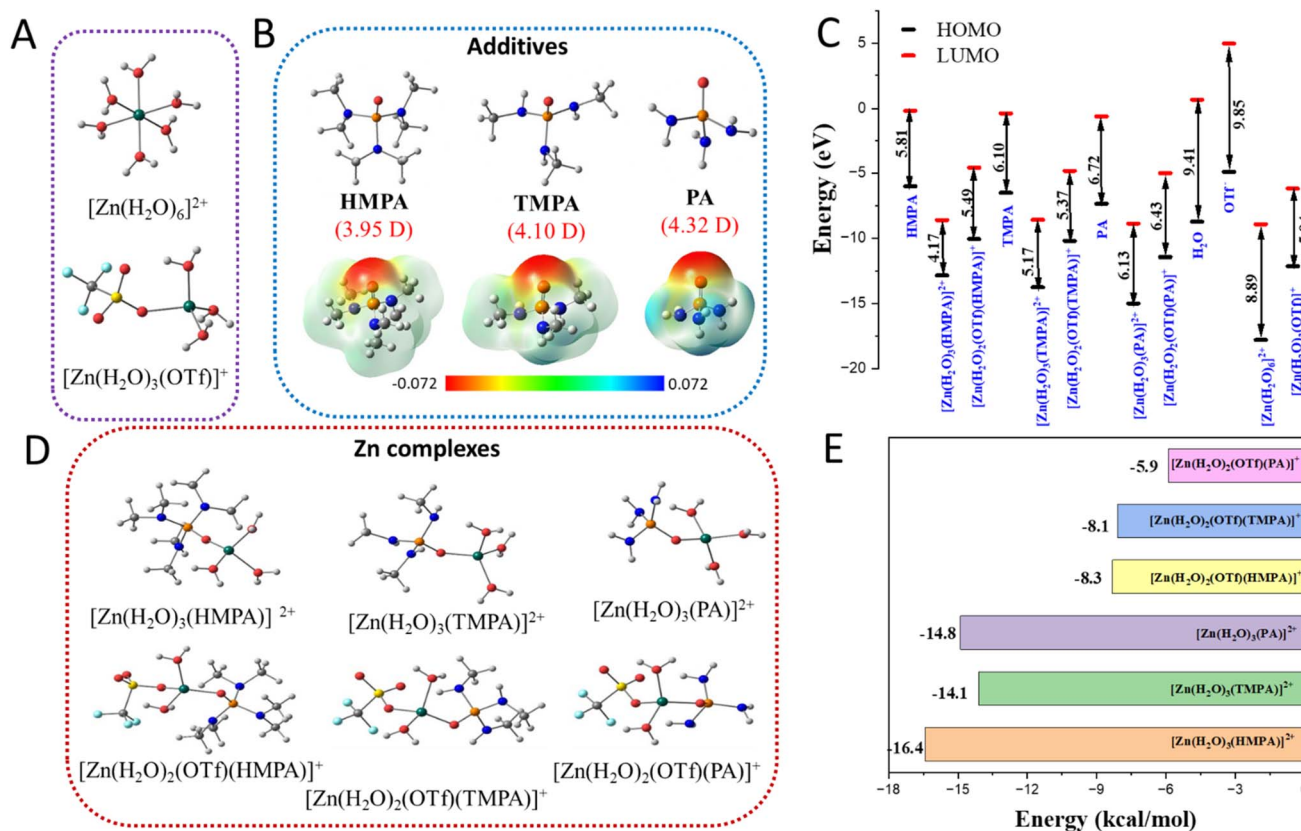 A
[Zn(H₂O)₆]²⁺
[Zn(H₂O)₃(OTf)]⁺
B
Additives
HMPA
TMPA
PA
(3.95 D)
(4.10 D)
(4.32 D)
-0.072
0.072
C
HOMO
LUMO
Energy (eV)
5
0
−5
−10
−15
−20
5.81
HMPA
4.17
[Zn(H₂O)₃(HMPA)]²⁺
5.49
[Zn(H₂O)₂(OTf)(HMPA)]⁺
6.10
TMPA
5.17
[Zn(H₂O)₃(TMPA)]²⁺
5.37
[Zn(H₂O)₂(OTf)(TMPA)]⁺
6.72
PA
6.13
[Zn(H₂O)₃(PA)]²⁺
6.43
[Zn(H₂O)₂(OTf)(PA)]⁺
9.41
H₂O
9.85
OTf⁻
8.89
[Zn(H₂O)₆]²⁺
[Zn(H₂O)₃(OTf)]⁺
D
Zn complexes
[Zn(H₂O)₃(HMPA)] ²⁺
[Zn(H₂O)₃(TMPA)]²⁺
[Zn(H₂O)₃(PA)]²⁺
[Zn(H₂O)₂(OTf)(HMPA)]⁺
[Zn(H₂O)₂(OTf)(TMPA)]⁺
[Zn(H₂O)₂(OTf)(PA)]⁺
E
-5.9 [Zn(H₂O)₂(OTf)(PA)]⁺
-8.1 [Zn(H₂O)₂(OTf)(TMPA)]⁺
-8.3 [Zn(H₂O)₂(OTf)(HMPA)]⁺
-14.8 [Zn(H₂O)₃(PA)]²⁺
-14.1 [Zn(H₂O)₃(TMPA)]²⁺
-16.4 [Zn(H₂O)₃(HMPA)]²⁺
−18 −15 −12 −9 −6 −3
Energy (kcal/mol)